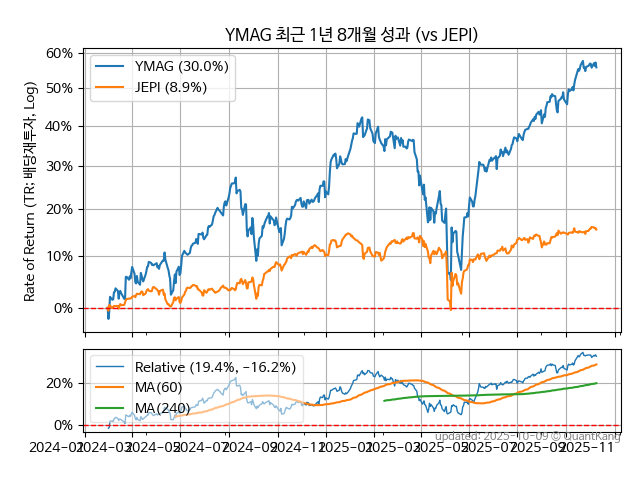 YMAG 최근 1년 8개월 성과 (vs JEPI)
60%
50%
40%
30%
20%
10%
0%
Rate of Return (TR: 배당재투자, Log)
YMAG (30.0%)
JEPI (8.9%)
20%
0%
Relative (19.4%, -16.2%)
MA(60)
MA(240)
2024-01
2024-03
2024-05
2024-07
2024-09
2024-11
2025-01
2025-03
2025-05
2025-07
2025-09
2025-11
updated: 2025-10-09 © QuantKang